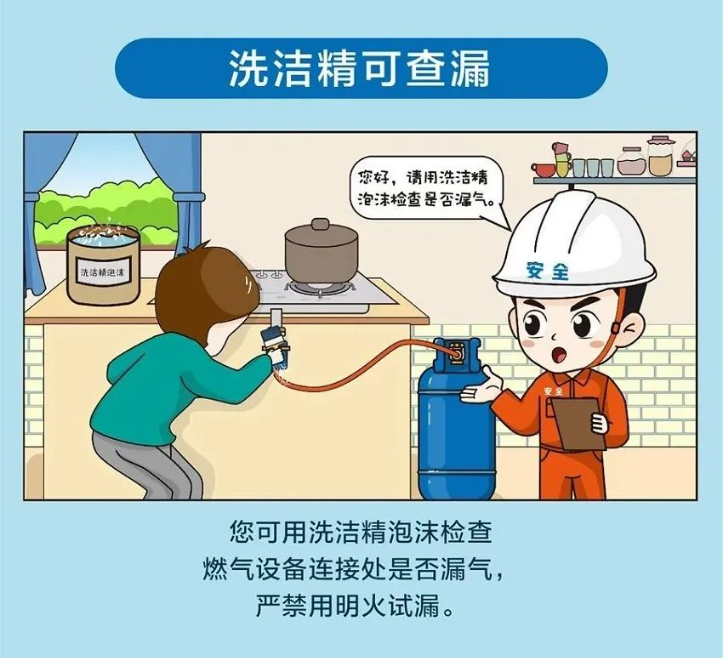 洗洁精可查漏
您好，请用洗洁精
泡沫检查是否漏气。
洗洁精泡沫
安全
安全
您可用洗洁精泡沫检查
燃气设备连接处是否漏气，
严禁用明火试漏。